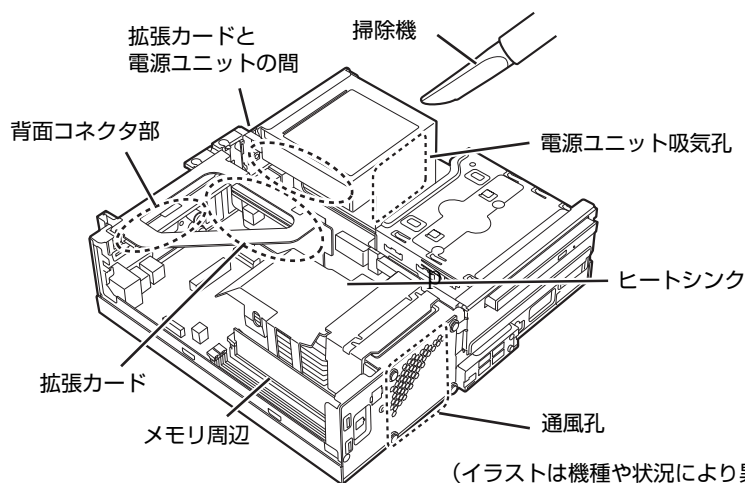 拡張カードと
電源ユニットの間
掃除機
背面コネクタ部
電源ユニット吸気孔
p
ヒートシンク
拡張カード
メモリ周辺
通風孔
（イラストは機種や状況により